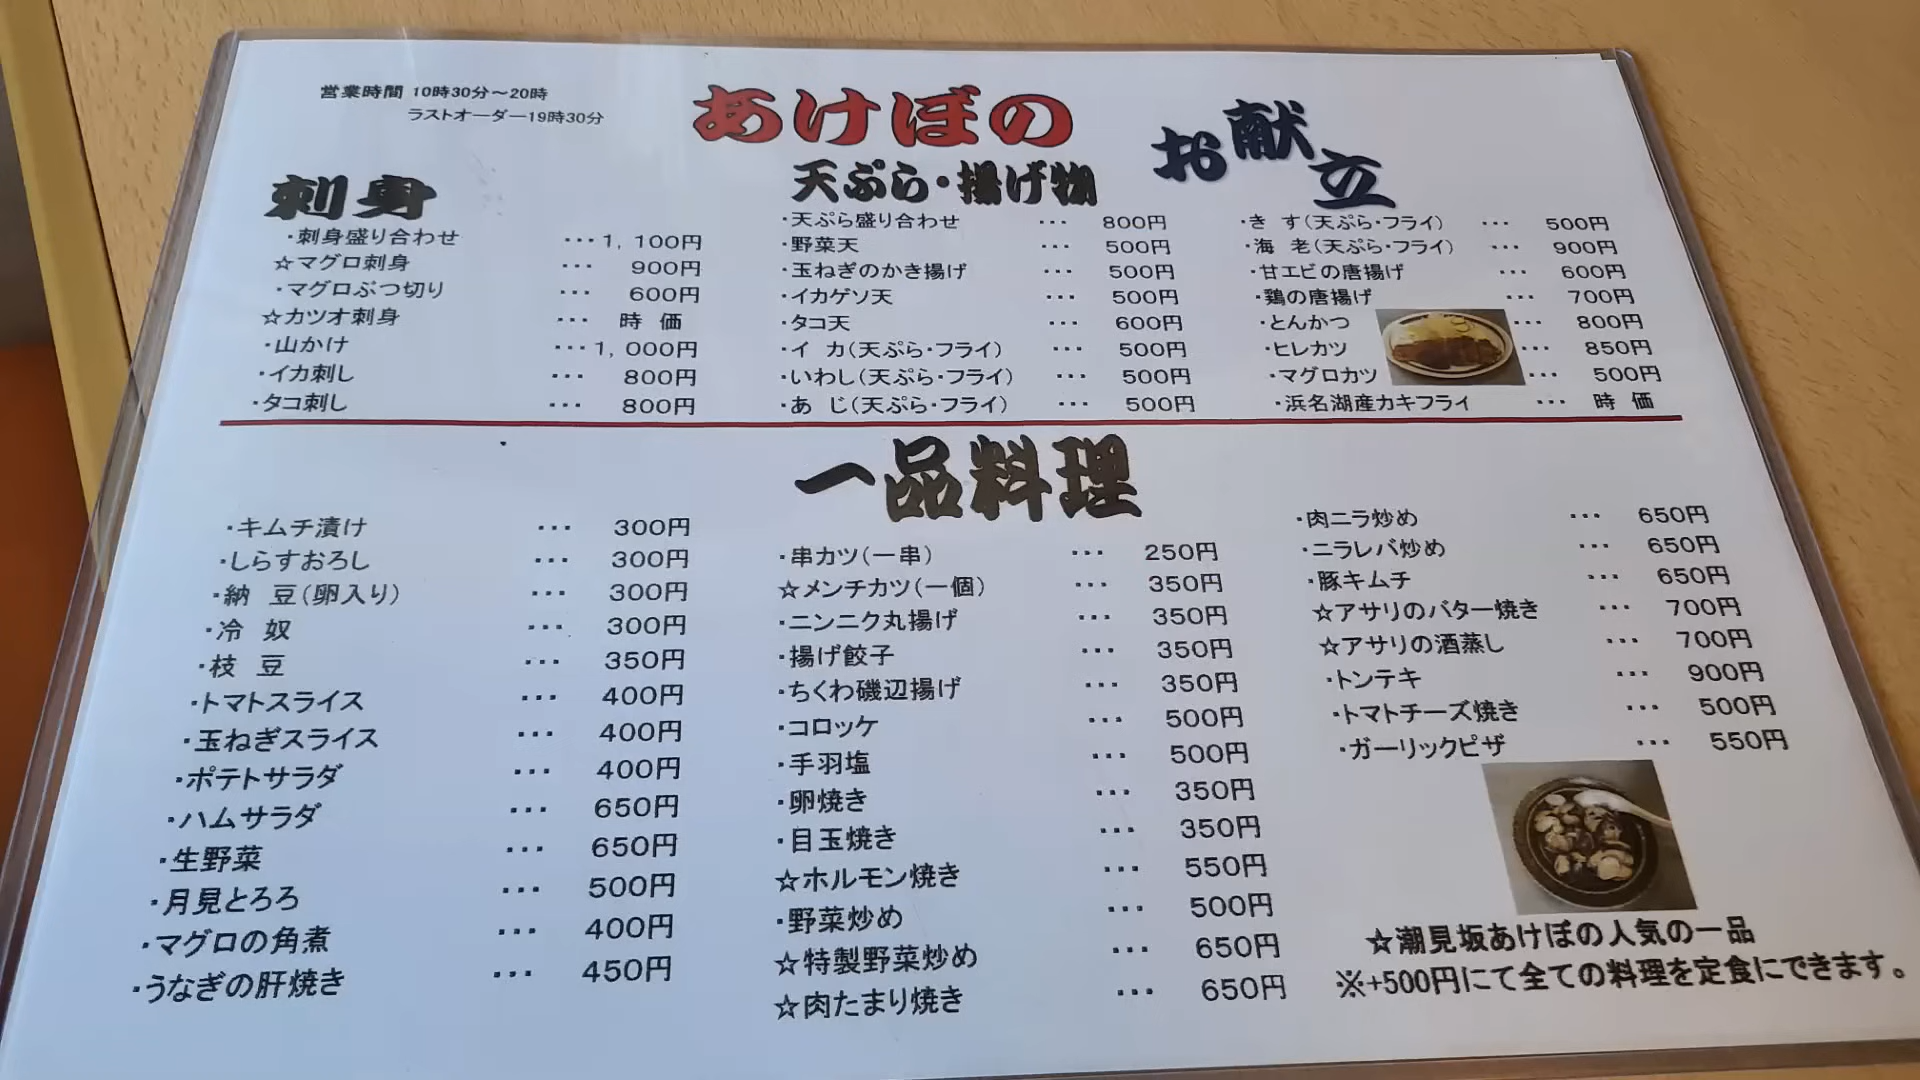 営業時間 10時30分～20時
ラストオーダー19時30分
あけぼの
お献立
刺身
・刺身盛り合わせ ・・・1,100円
☆マグロ刺身 ・・・ 900円
・マグロぶつ切り ・・・ 600円
☆カツオ刺身 ・・・ 時 価
・山かけ ・・・1,000円
・イカ刺し ・・・ 800円
・タコ刺し ・・・ 800円
天ぷら・揚げ物
・天ぷら盛り合わせ ・・・ 800円
・野菜天 ・・・ 500円
・玉ねぎのかき揚げ ・・・ 500円
・イカゲソ天 ・・・ 500円
・タコ天 ・・・ 600円
・イ カ(天ぷら・フライ) ・・・ 500円
・いわし(天ぷら・フライ) ・・・ 500円
・あ じ(天ぷら・フライ) ・・・ 500円
・き す(天ぷら・フライ) ・・・ 500円
・海 老(天ぷら・フライ) ・・・ 900円
・甘エビの唐揚げ ・・・ 600円
・鶏の唐揚げ ・・・ 700円
・とんかつ ・・・ 800円
・ヒレカツ ・・・ 850円
・マグロカツ ・・・ 500円
・浜名湖産カキフライ ・・・ 時 価
一品料理
・キムチ漬け ・・・ 300円
・しらすおろし ・・・ 300円
・納 豆(卵入り) ・・・ 300円
・冷 奴 ・・・ 300円
・枝 豆 ・・・ 350円
・トマトスライス ・・・ 400円
・玉ねぎスライス ・・・ 400円
・ポテトサラダ ・・・ 400円
・ハムサラダ ・・・ 650円
・生野菜 ・・・ 650円
・月見とろろ ・・・ 500円
・マグロの角煮 ・・・ 400円
・うなぎの肝焼き ・・・ 450円
・串カツ(一串) ・・・ 250円
☆メンチカツ(一個) ・・・ 350円
・ニンニク丸揚げ ・・・ 350円
・揚げ餃子 ・・・ 350円
・ちくわ磯辺揚げ ・・・ 350円
・コロッケ ・・・ 500円
・手羽塩 ・・・ 500円
・卵焼き ・・・ 350円
・目玉焼き ・・・ 350円
☆ホルモン焼き ・・・ 550円
・野菜炒め ・・・ 500円
☆特製野菜炒め ・・・ 650円
☆肉たまり焼き ・・・ 650円
・肉ニラ炒め ・・・ 650円
・ニラレバ炒め ・・・ 650円
・豚キムチ ・・・ 650円
☆アサリのバター焼き ・・・ 700円
☆アサリの酒蒸し ・・・ 700円
・トンテキ ・・・ 900円
・トマトチーズ焼き ・・・ 500円
・ガーリックピザ ・・・ 550円
☆潮見坂あけぼの人気の一品
※+500円にて全ての料理を定食にできます。